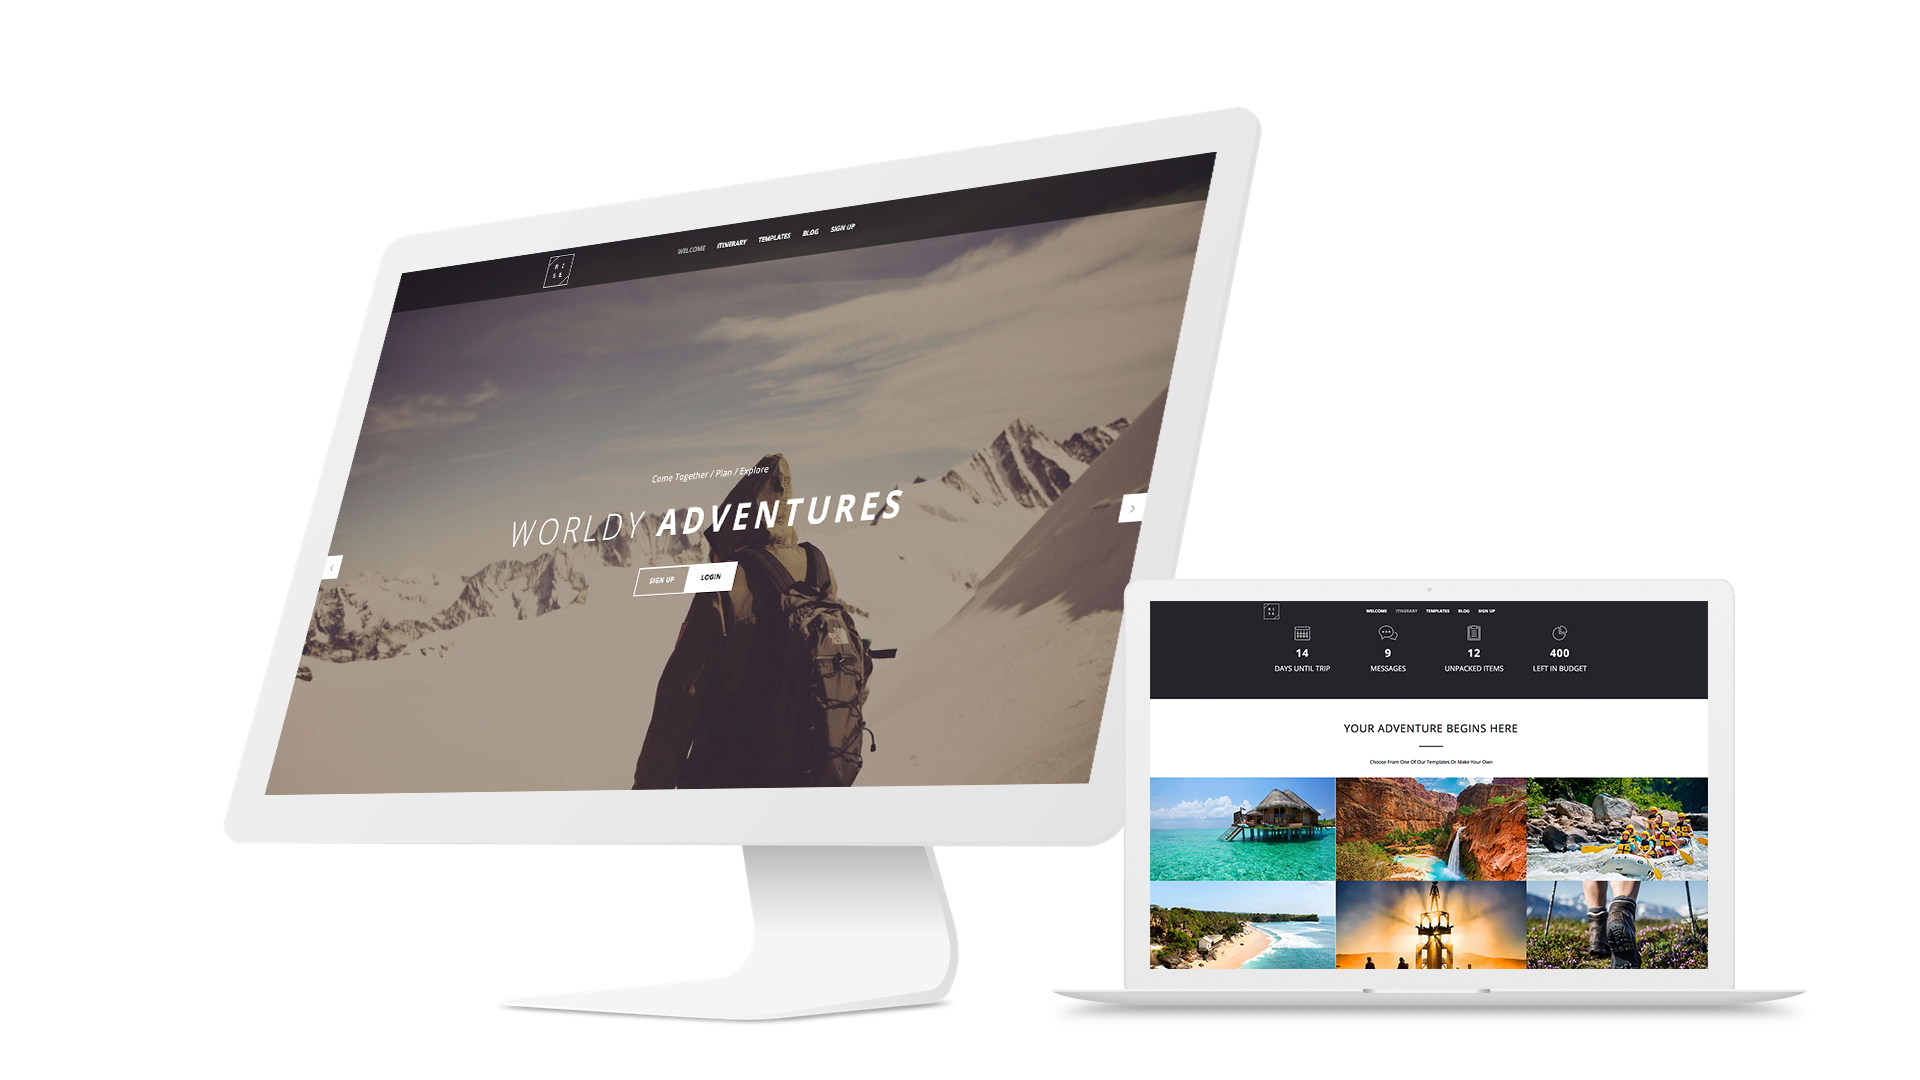 WELCOME ITINERARY TEMPLATES BLOG SIGN UP
Come Together / Plan / Explore
WORLDY ADVENTURES
SIGN UP LOGIN
WELCOME ITINERARY TEMPLATES BLOG SIGN UP
14 9 12 400
DAYS UNTIL TRIP MESSAGES UNPACKED ITEMS LEFT IN BUDGET
YOUR ADVENTURE BEGINS HERE
Choose From One Of Our Templates Or Make Your Own